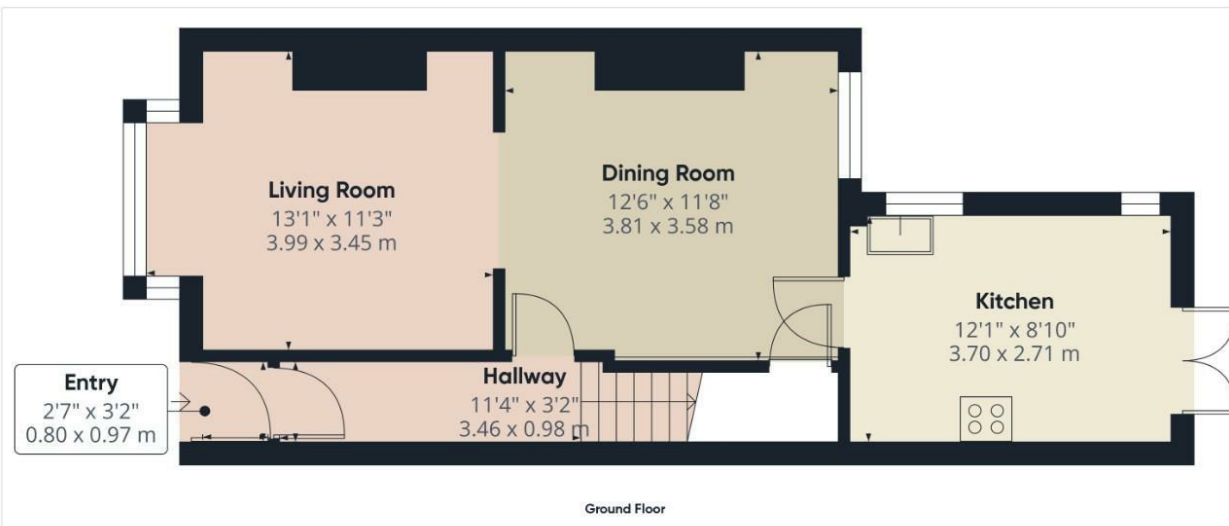 Living Room
13'1" x 11'3"
3.99 x 3.45 m
Dining Room
12'6" x 11'8"
3.81 x 3.58 m
Kitchen
12'1" x 8'10"
3.70 x 2.71 m
Entry
2'7" x 3'2"
0.80 x 0.97 m
Hallway
11'4" x 3'2"
3.46 x 0.98 m
Ground Floor